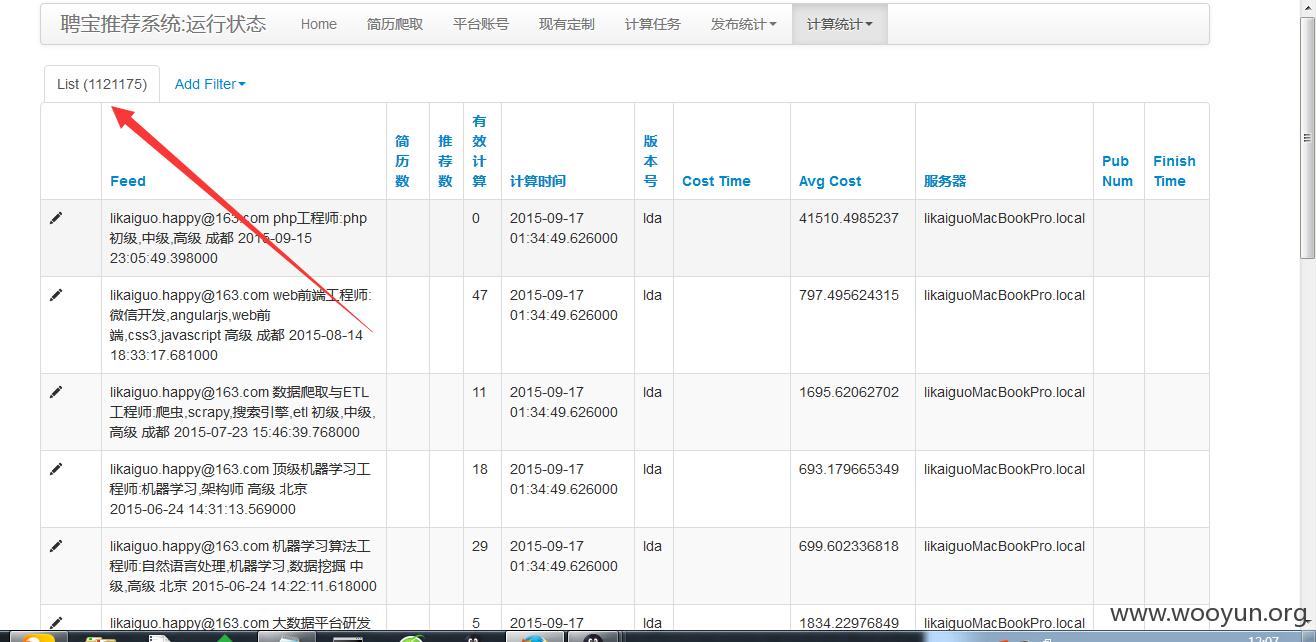 聘宝推荐系统:运行状态 Home 简历爬取 平台账号 现有定制 计算任务 发布统计 计算统计
List (1121175) Add Filter
Feed 简历数 推荐数 有效计算 计算时间 版本号 Cost Time Avg Cost 服务器 Pub Num Finish Time
likaiguo.happy@163.com php工程师:php 0 2015-09-17 lda 41510.4985237 likaiguoMacBookPro.local
初级,中级,高级 成都 2015-09-15 01:34:49.626000
23:05:49.398000
likaiguo.happy@163.com web前端工程师: 47 2015-09-17 lda 797.495624315 likaiguoMacBookPro.local
微信开发,angularjs,web前 01:34:49.626000
端,css3,javascript 高级 成都 2015-08-14
18:33:17.681000
likaiguo.happy@163.com 数据爬取与ETL 11 2015-09-17 lda 1695.62062702 likaiguoMacBookPro.local
工程师:爬虫,scrapy,搜索引擎,etl 初级,中级, 01:34:49.626000
高级 成都 2015-07-23 15:46:39.768000
likaiguo.happy@163.com 顶级机器学习工 18 2015-09-17 lda 693.179665349 likaiguoMacBookPro.local
程师:机器学习,架构师 高级 北京 01:34:49.626000
2015-06-24 14:31:13.569000
likaiguo.happy@163.com 机器学习算法工 29 2015-09-17 lda 699.602336818 likaiguoMacBookPro.local
程师:自然语言处理,机器学习,数据挖掘 中 01:34:49.626000
级,高级 北京 2015-06-24 14:22:11.618000
likaiguo.happy@163.com 大数据平台研发 5 2015-09-17 lda 1834.22976849 likaiguoMacBookPro.local
www.wooyun.org
12:07